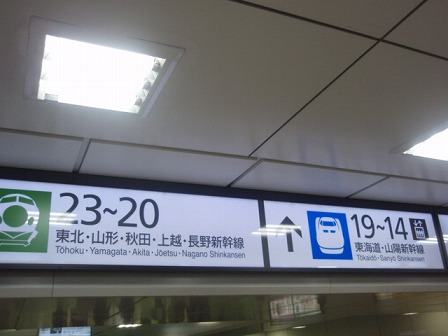 23~20
東北・山形・秋田・上越・長野新幹線
Tōhoku・Yamagata・Akita・Jōetsu・Nagano Shinkansen
19~14
東海道・山陽新幹線
Tōkaidō・Sanyō Shinkansen